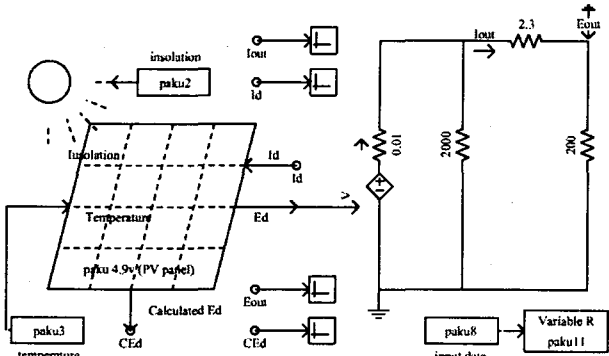 insolation
paku2
Iout
Id
Iout
2.3
Eout
Insolation
Id
Id
0.01
2000
200
Temperature
Ed
V
paku 4.9v (PV panel)
Calculated Ed
Eout
CEd
CEd
paku3
temperature
paku8
input data
Variable R
paku11